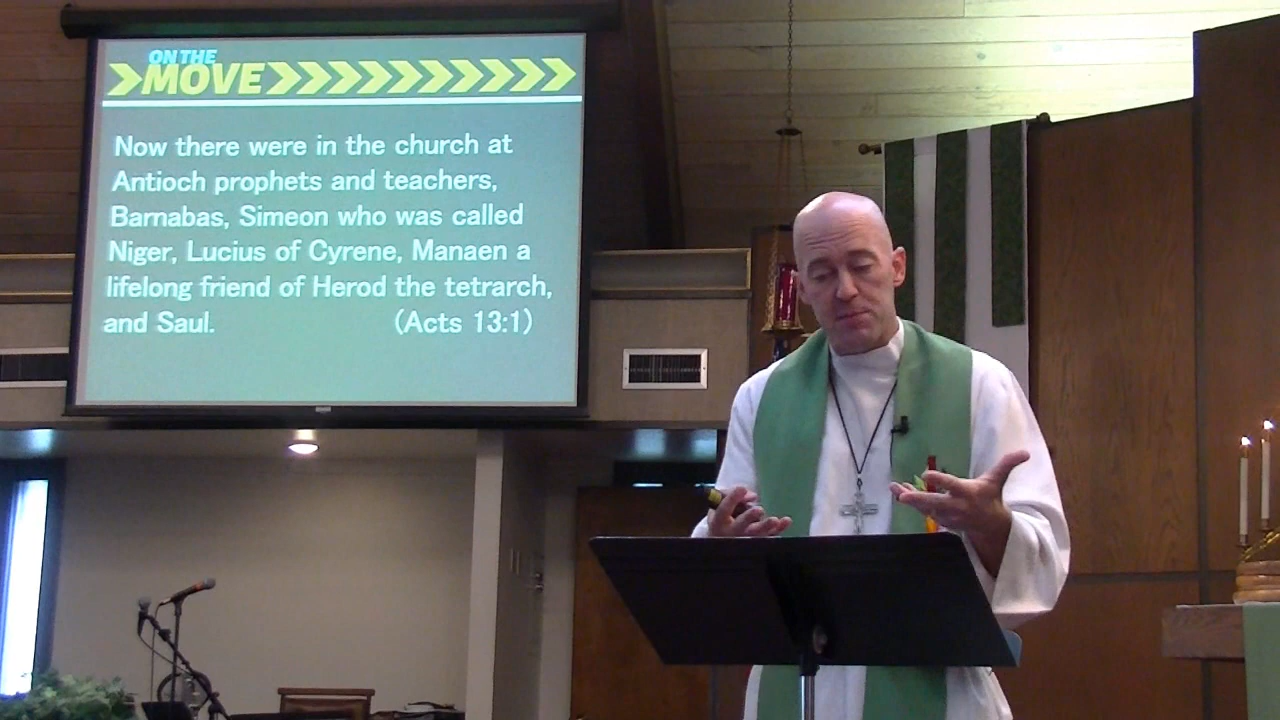 ON THE
MOVE
Now there were in the church at
Antioch prophets and teachers,
Barnabas, Simeon who was called
Niger, Lucius of Cyrene, Manaen a
lifelong friend of Herod the tetrarch,
and Saul. (Acts 13:1)